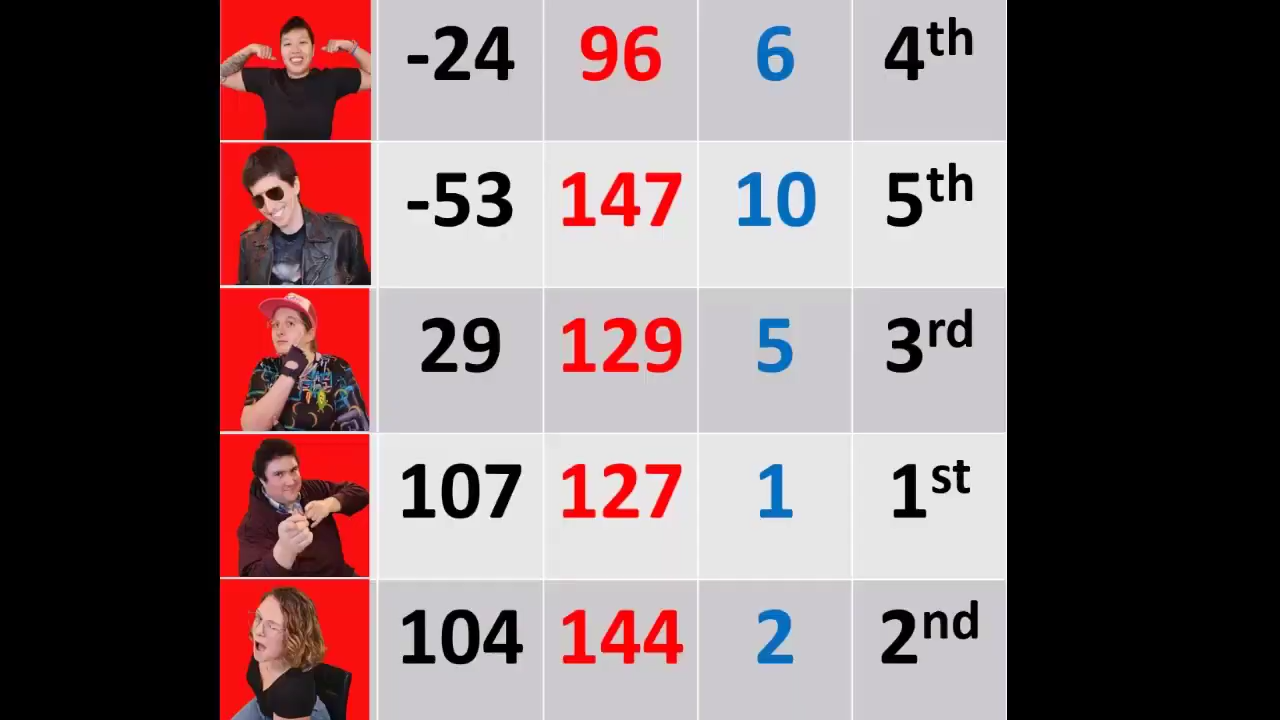 -24 96 6 4th
-53 147 10 5th
29 129 5 3rd
107 127 1 1st
104 144 2 2nd